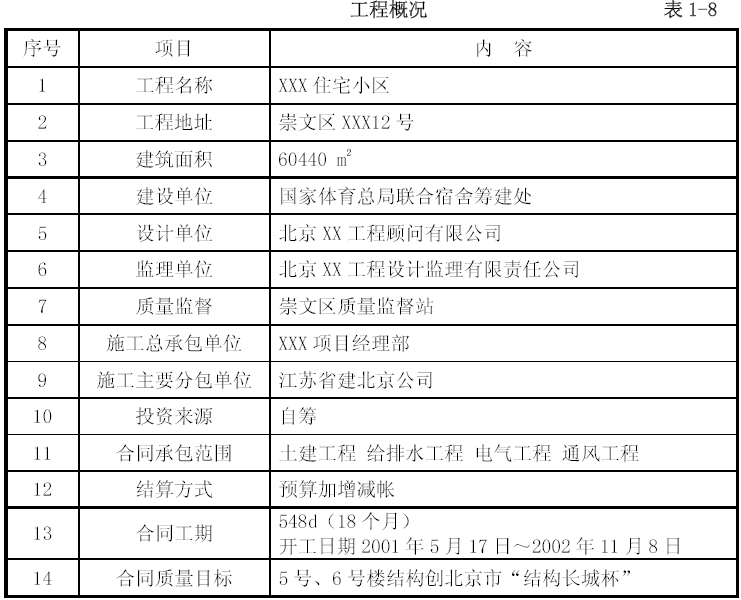 工程概况 表 1-8
序号 项目 内 容
1 工程名称 XXX 住宅小区
2 工程地址 崇文区 XXX12 号
3 建筑面积 60440 m²
4 建设单位 国家体育总局联合宿舍筹建处
5 设计单位 北京 XX 工程顾问有限公司
6 监理单位 北京 XX 工程设计监理有限责任公司
7 质量监督 崇文区质量监督站
8 施工总承包单位 XXX 项目经理部
9 施工主要分包单位 江苏省建北京公司
10 投资来源 自筹
11 合同承包范围 土建工程 给排水工程 电气工程 通风工程
12 结算方式 预算加增减帐
13 合同工期 548d（18 个月）
开工日期 2001 年 5 月 17 日～2002 年 11 月 8 日
14 合同质量目标 5 号、6 号楼结构创北京市“结构长城杯”